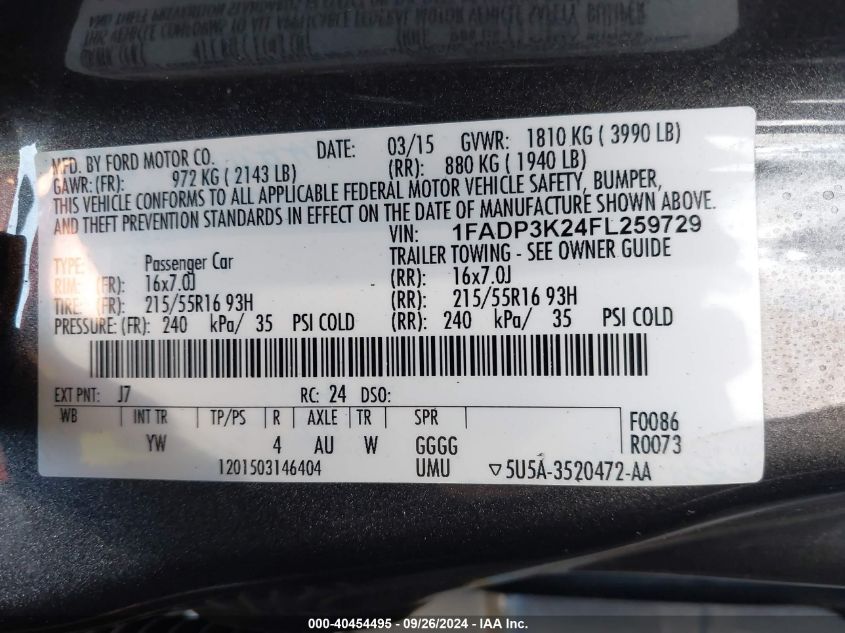 MFD. BY FORD MOTOR CO.
DATE: 03/15 GVWR: 1810 KG ( 3990 LB)
GAWR: (FR): 972 KG ( 2143 LB) (RR): 880 KG ( 1940 LB)
THIS VEHICLE CONFORMS TO ALL APPLICABLE FEDERAL MOTOR VEHICLE SAFETY, BUMPER,
AND THEFT PREVENTION STANDARDS IN EFFECT ON THE DATE OF MANUFACTURE SHOWN ABOVE.
VIN: 1FADP3K24FL259729
TRAILER TOWING - SEE OWNER GUIDE
TYPE: Passenger Car
RIM: (FR): 16x7.0J (RR): 16x7.0J
TIRE: (FR): 215/55R16 93H (RR): 215/55R16 93H
PRESSURE: (FR): 240 kPa/ 35 PSI COLD (RR): 240 kPa/ 35 PSI COLD
EXT PNT: J7 RC: 24 DSO:
WB INT TR TP/PS R AXLE TR SPR F0086
YW 4 AU W GGGG R0073
1201503146404 UMU ▽5U5A-3520472-AA
000-40454495 - 09/26/2024 - IAA Inc.